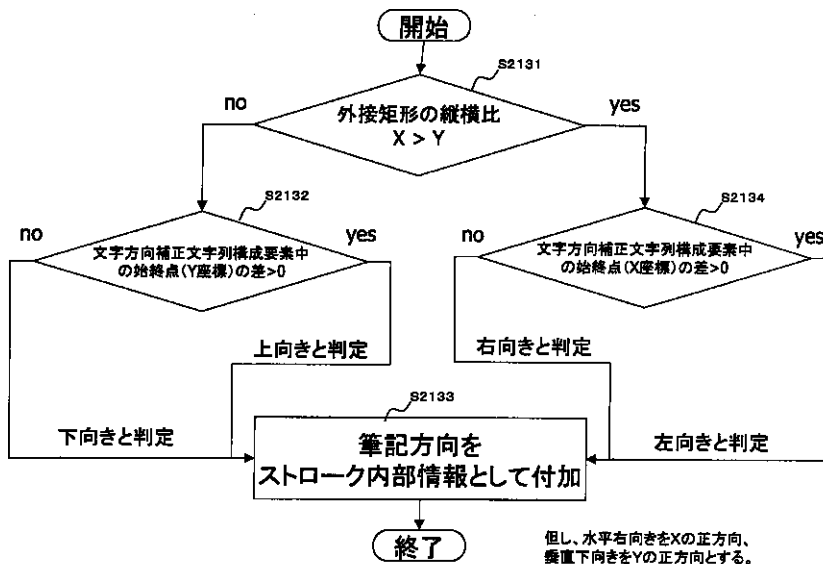 開始
S2131
no
外接矩形の縦横比
X > Y
yes
S2132
no
文字方向補正文字列構成要素中
の始終点(Y座標)の差>0
yes
S2134
no
文字方向補正文字列構成要素中
の始終点(X座標)の差>0
yes
上向きと判定
右向きと判定
S2133
下向きと判定
筆記方向を
ストローク内部情報として付加
左向きと判定
終了
但し、水平右向きをXの正方向、
垂直下向きをYの正方向とする。